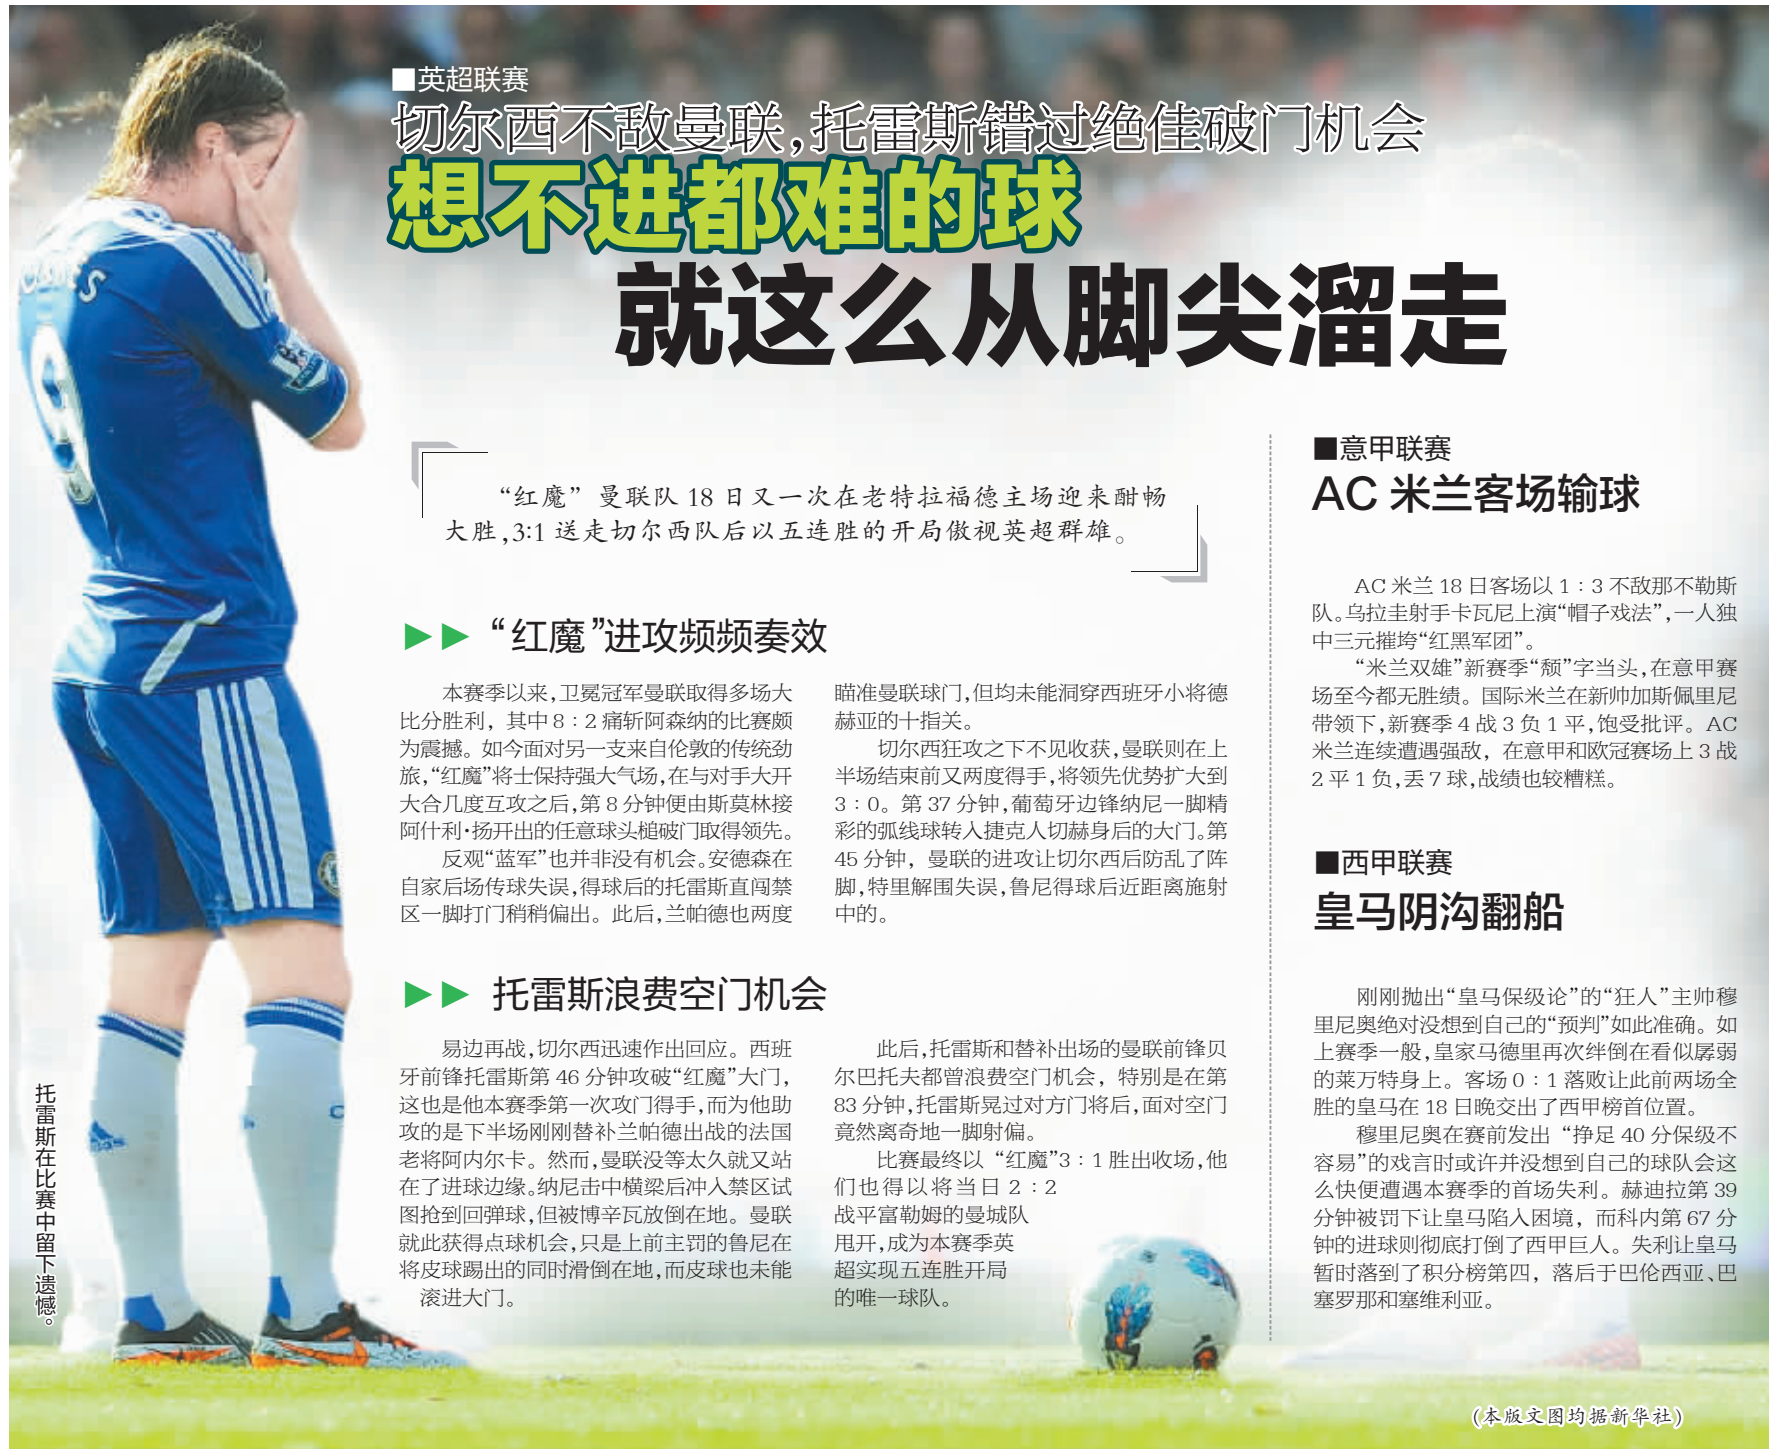 ■英超联赛
切尔西不敌曼联,托雷斯错过绝佳破门机会
想不进都难的球
就这么从脚尖溜走
“红魔”曼联队 18 日又一次在老特拉福德主场迎来酣畅
大胜,3:1 送走切尔西队后以五连胜的开局傲视英超群雄。
▶▶ “红魔”进攻频频奏效
本赛季以来,卫冕冠军曼联取得多场大
比分胜利,其中 8:2 痛斩阿森纳的比赛颇
为震撼。如今面对另一支来自伦敦的传统劲
旅,“红魔”将士保持强大气场,在与对手大开
大合几度互攻之后,第 8 分钟便由斯莫林接
阿什利·扬开出的任意球头槌破门取得领先。
反观“蓝军”也并非没有机会。安德森在
自家后场传球失误,得球后的托雷斯直闯禁
区一脚打门稍稍偏出。此后,兰帕德也两度
瞄准曼联球门,但均未能洞穿西班牙小将德
赫亚的十指关。
切尔西狂攻之下不见收获,曼联则在上
半场结束前又两度得手,将领先优势扩大到
3:0。第 37 分钟,葡萄牙边锋纳尼一脚精
彩的弧线球转入捷克人切赫身后的大门。第
45 分钟,曼联的进攻让切尔西后防乱了阵
脚,特里解围失误,鲁尼得球后近距离施射
中的。
▶▶ 托雷斯浪费空门机会
易边再战,切尔西迅速作出回应。西班
牙前锋托雷斯第 46 分钟攻破“红魔”大门,
这也是他本赛季第一次攻门得手,而为他助
攻的是下半场刚刚替补兰帕德出战的法国
老将阿内尔卡。然而,曼联没等太久就又站
在了进球边缘。纳尼击中横梁后冲入禁区试
图抢到回弹球,但被博辛瓦放倒在地。曼联
就此获得点球机会,只是上前主罚的鲁尼在
将皮球踢出的同时滑倒在地,而皮球也未能
滚进大门。
此后,托雷斯和替补出场的曼联前锋贝
尔巴托夫都曾浪费空门机会,特别是在第
83 分钟,托雷斯晃过对方门将后,面对空门
竟然离奇地一脚射偏。
比赛最终以“红魔”3:1 胜出收场,他
们也得以将当日 2:2
战平富勒姆的曼城队
甩开,成为本赛季英
超实现五连胜开局
的唯一球队。
■意甲联赛
AC 米兰客场输球
AC 米兰 18 日客场以 1:3 不敌那不勒斯
队。乌拉圭射手卡瓦尼上演“帽子戏法”,一人独
中三元摧垮“红黑军团”。
“米兰双雄”新赛季“颓”字当头,在意甲赛
场至今都无胜绩。国际米兰在新帅加斯佩里尼
带领下,新赛季 4 战 3 负 1 平,饱受批评。AC
米兰连续遭遇强敌,在意甲和欧冠赛场上 3 战
2 平 1 负,丢 7 球,战绩也较糟糕。
■西甲联赛
皇马阴沟翻船
刚刚抛出“皇马保级论”的“狂人”主帅穆
里尼奥绝对没想到自己的“预判”如此准确。如
上赛季一般,皇家马德里再次绊倒在看似孱弱
的莱万特身上。客场 0:1 落败让此前两场全
胜的皇马在 18 日晚交出了西甲榜首位置。
穆里尼奥在赛前发出“挣足 40 分保级不
容易”的戏言时或许并没想到自己的球队会这
么快便遭遇本赛季的首场失利。赫迪拉第 39
分钟被罚下让皇马陷入困境,而科内第 67 分
钟的进球则彻底打倒了西甲巨人。失利让皇马
暂时落到了积分榜第四,落后于巴伦西亚、巴
塞罗那和塞维利亚。
托雷斯在比赛中留下遗憾。
9
(本版文图均据新华社)